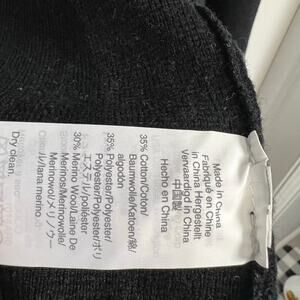 Made in China
Fabriqué en Chine
In China Hergestellt
Vervaardigd in China
中国製
Hecho en China
35% Cotton/Coton/
Baumwolle/Katoen/綿/
algodón
35% Polyester/Polyester/
Polyester/Polyester/ポリ
エステル/poliéster
30% Merino Wool/Laine De
Merinos/Merinowolle/
Merinowol/メリノウー
ル/lana merino
Dry clean.